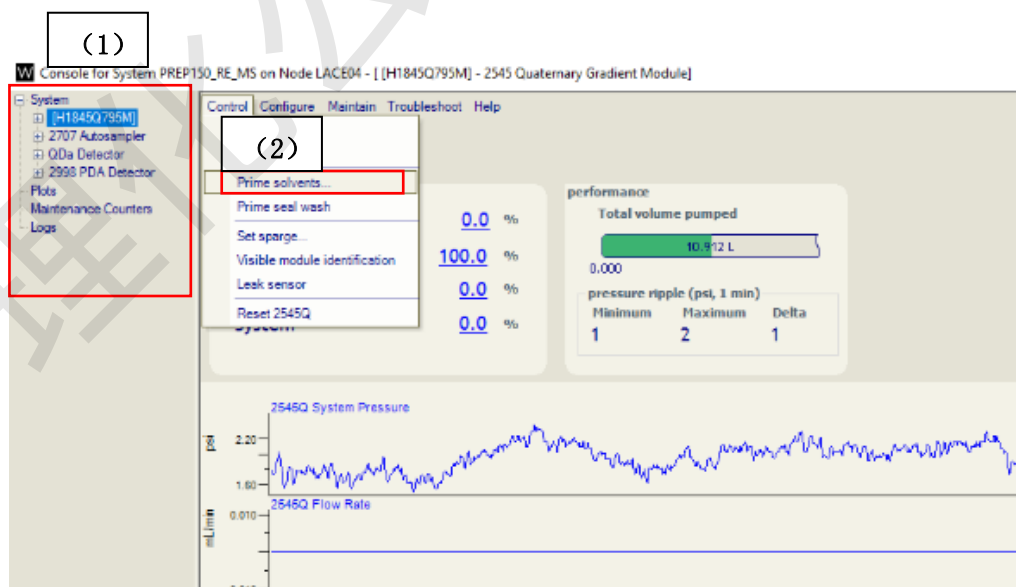 (1)
Console for System PREP150_RE_MS on Node LACE04 - [ [H1845Q795M] - 2545 Quaternary Gradient Module]
System
[H1845Q795M]
2707 Autosampler
QDa Detector
2998 PDA Detector
Plots
Maintenance Counters
Logs
Control Configure Maintain Troubleshoot Help
(2)
Prime solvents...
Prime seal wash
Set sparge...
Visible module identification
Leak sensor
Reset 2545Q
System
0.0 %
100.0 %
0.0 %
0.0 %
performance
Total volume pumped
10.912 L
0.000
pressure ripple (psi, 1 min)
Minimum Maximum Delta
1 2 1
2545Q System Pressure
psi
2.20
1.60
2545Q Flow Rate
mL/min
0.010
理化